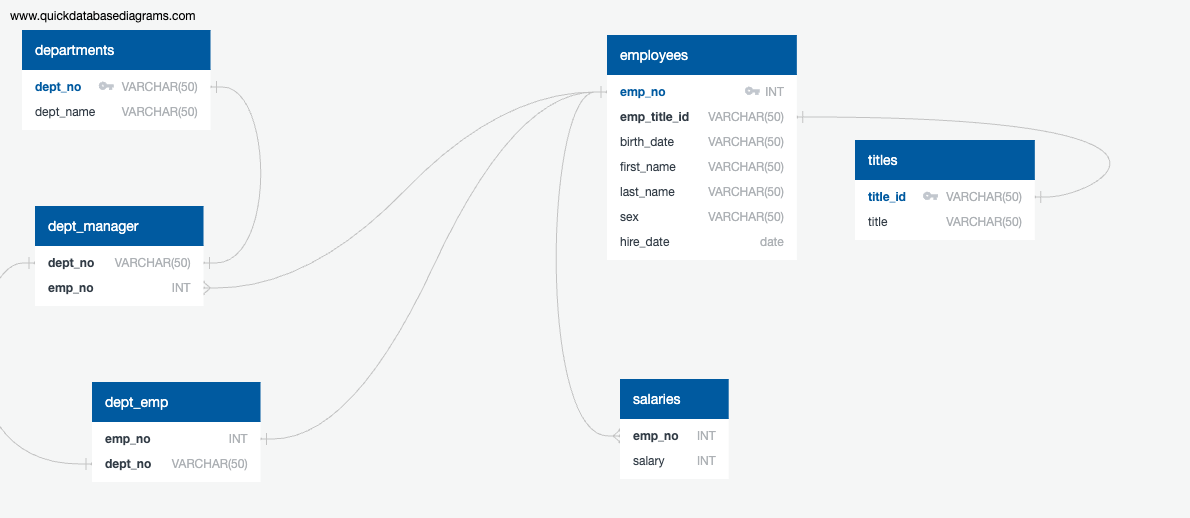 www.quickdatabasediagrams.com
departments
dept_no VARCHAR(50)
dept_name VARCHAR(50)
employees
emp_no INT
emp_title_id VARCHAR(50)
birth_date VARCHAR(50)
first_name VARCHAR(50)
last_name VARCHAR(50)
sex VARCHAR(50)
hire_date date
titles
title_id VARCHAR(50)
title VARCHAR(50)
dept_manager
dept_no VARCHAR(50)
emp_no INT
dept_emp
emp_no INT
dept_no VARCHAR(50)
salaries
emp_no INT
salary INT